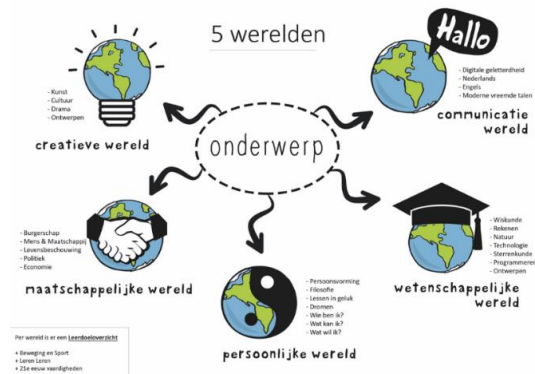 5 werelden
Hallo
- Kunst
- Cultuur
- Drama
- Ontwerpen
creatieve wereld
- Digitale geletterdheid
- Nederlands
- Engels
- Moderne vreemde talen
communicatie
wereld
onderwerp
- Burgerschap
- Mens & Maatschappij
- Levensbeschouwing
- Politiek
- Economie
maatschappelijke wereld
- Persoonsvorming
- Filosofie
- Lessen in geluk
- Dromen
- Wie ben ik?
- Wat kan ik?
- Wat wil ik?
persoonlijke wereld
- Wiskunde
- Rekenen
- Natuur
- Technologie
- Sterrenkunde
- Programmeren
- Ontwerpen
wetenschappelijke
wereld
Per wereld is er een Leerdoeloverzicht
+ Beweging en Sport
+ Leren Leren
+ 21e eeuw vaardigheden